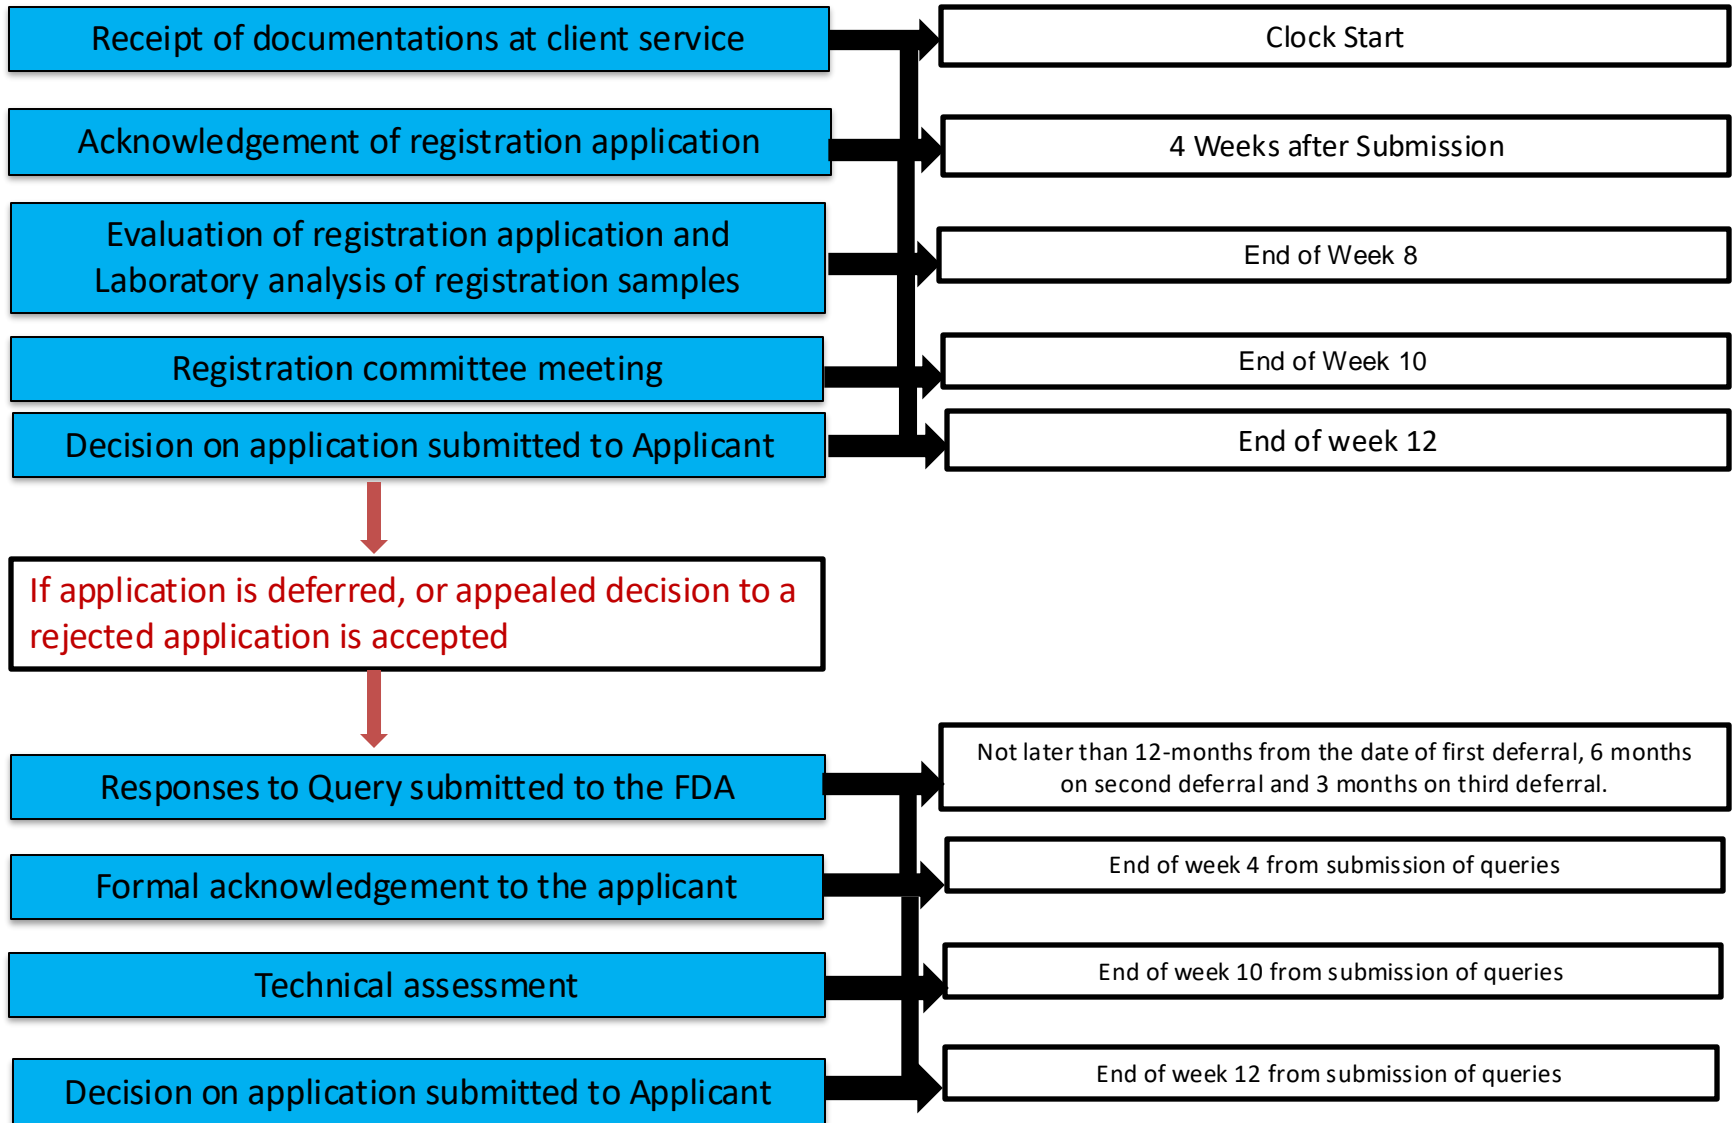 Receipt of documentations at client service
Clock Start
Acknowledgement of registration application
4 Weeks after Submission
Evaluation of registration application and
Laboratory analysis of registration samples
End of Week 8
Registration committee meeting
End of Week 10
Decision on application submitted to Applicant
End of week 12
If application is deferred, or appealed decision to a
rejected application is accepted
Responses to Query submitted to the FDA
Not later than 12-months from the date of first deferral, 6 months
on second deferral and 3 months on third deferral.
Formal acknowledgement to the applicant
End of week 4 from submission of queries
Technical assessment
End of week 10 from submission of queries
Decision on application submitted to Applicant
End of week 12 from submission of queries